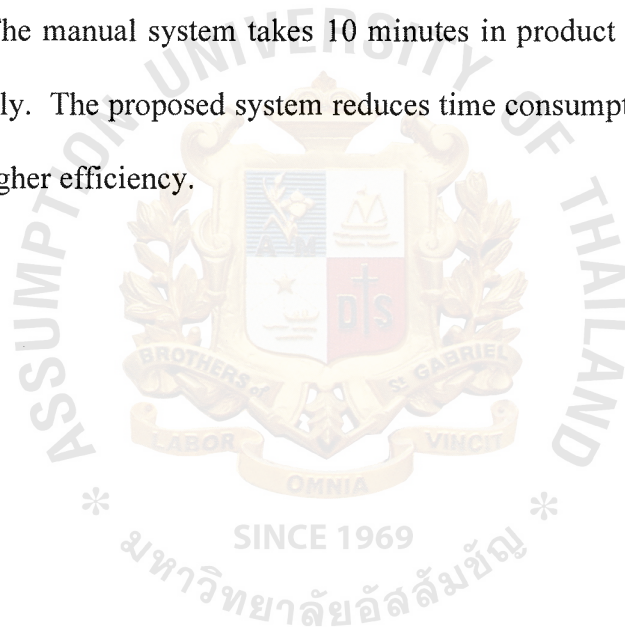 The manual system takes 10 minutes in product
ly. The proposed system reduces time consumpt
gher efficiency.
ASSUMPTION UNIVERSITY OF THAILAND
A M
D S
BROTHERS of St GABRIEL
LABOR VINCIT
OMNIA
SINCE 1969
มหาวิทยาลัยอัสสัมชัญ